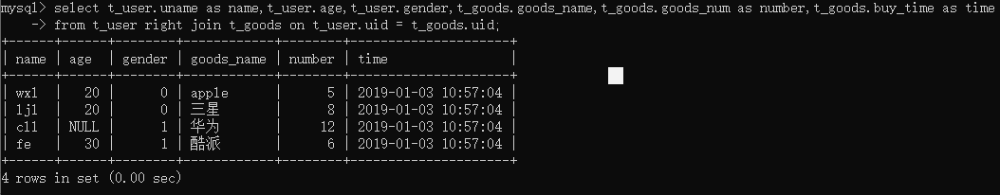 mysql> select t_user.uname as name,t_user.age,t_user.gender,t_goods.goods_name,t_goods.goods_num as number,t_goods.buy_time as time
    -> from t_user right join t_goods on t_user.uid = t_goods.uid;
+------+------+--------+------------+--------+---------------------+
| name | age  | gender | goods_name | number | time                |
+------+------+--------+------------+--------+---------------------+
| wxl  |   20 |      0 | apple      |      5 | 2019-01-03 10:57:04 |
| ljl  |   20 |      0 | 三星       |      8 | 2019-01-03 10:57:04 |
| cll  | NULL |      1 | 华为       |     12 | 2019-01-03 10:57:04 |
| fe   |   30 |      1 | 酷派       |      6 | 2019-01-03 10:57:04 |
+------+------+--------+------------+--------+---------------------+
4 rows in set (0.00 sec)